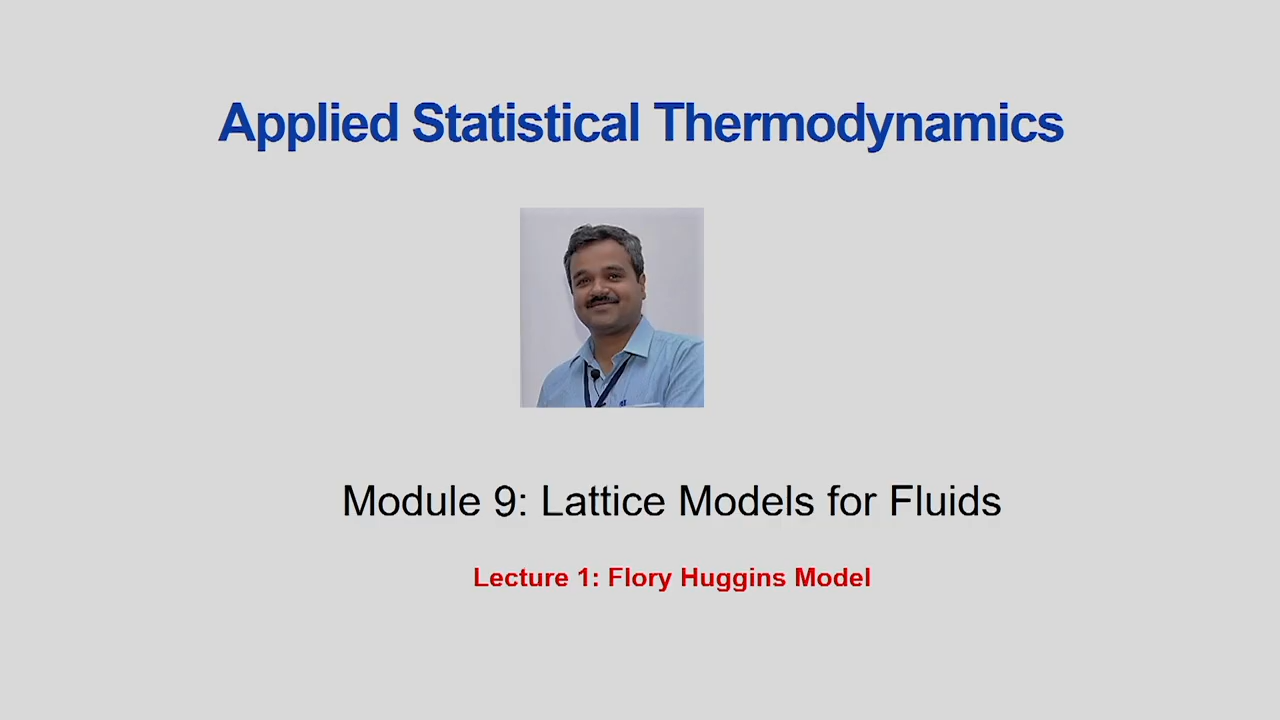 Applied Statistical Thermodynamics
Module 9: Lattice Models for Fluids
Lecture 1: Flory Huggins Model